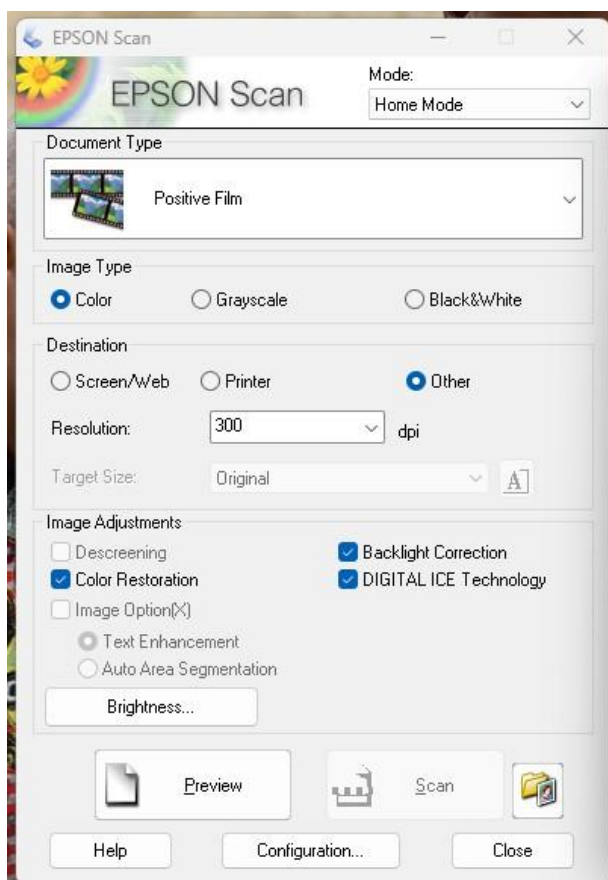 EPSON Scan
EPSON Scan
Mode:
Home Mode
Document Type
Positive Film
Image Type
Color Grayscale Black&White
Destination
Screen/Web Printer Other
Resolution: 300 dpi
Target Size: Original A
Image Adjustments
Descreening Backlight Correction
Color Restoration DIGITAL ICE Technology
Image Option(X)
Text Enhancement
Auto Area Segmentation
Brightness...
Preview Scan
Help Configuration... Close